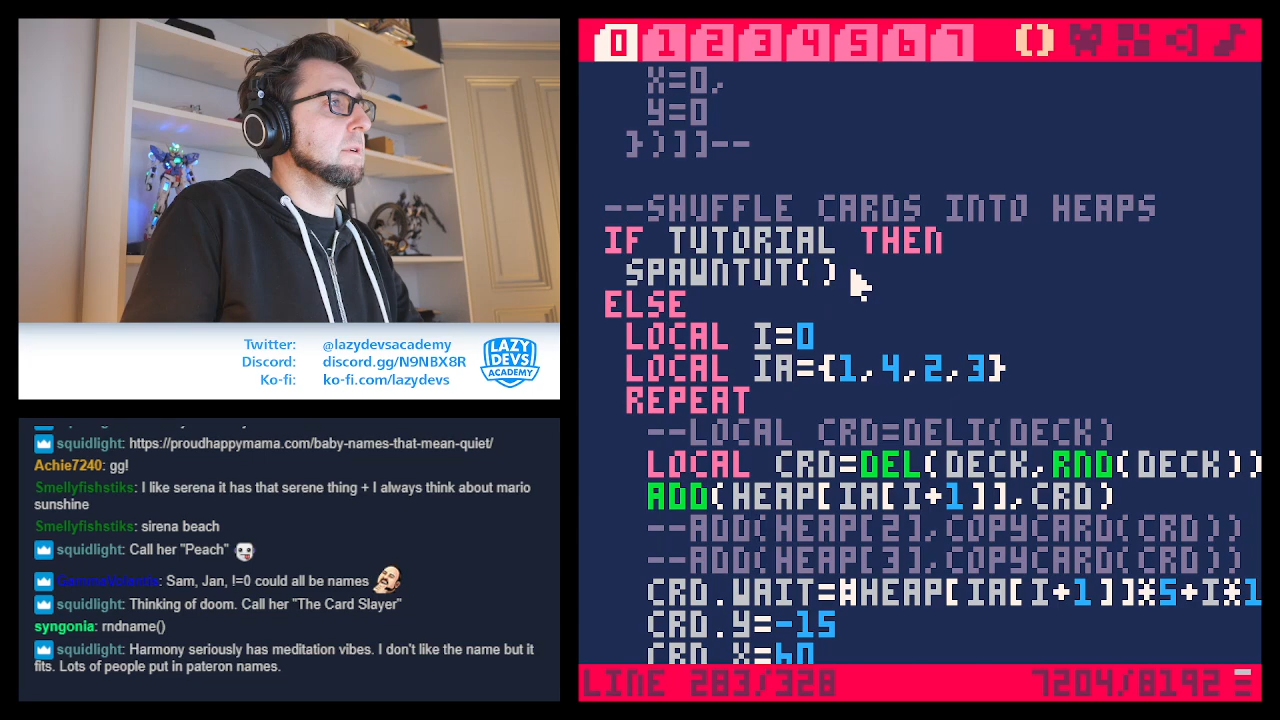 Twitter: @lazydevsacademy
Discord: discord.gg/N9NBX8R
Ko-fi: ko-fi.com/lazydevs
LAZY
DEVS
ACADEMY
squidlight: https://proudhappymama.com/baby-names-that-mean-quiet/
Achie7240: gg!
Smellyfishstiks: I like serena it has that serene thing + I always think about mario
sunshine
Smellyfishstiks: sirena beach
squidlight: Call her "Peach"
Sam, Jan, !=0 could all be names
squidlight: Thinking of doom. Call her "The Card Slayer"
syngonia: rndname()
squidlight: Harmony seriously has meditation vibes. I don't like the name but it
fits. Lots of people put in pateron names.
0 1 2 3 4 5 6 7 ()
X=0,
Y=0
})]]--
--SHUFFLE CARDS INTO HEAPS
IF TUTORIAL THEN
SPAWNTUT()
ELSE
LOCAL I=0
LOCAL IA={1,4,2,3}
REPEAT
--LOCAL CRD=DELI(DECK)
LOCAL CRD=DEL(DECK,RND(DECK))
ADD(HEAP[IA[I+1]],CRD)
--ADD(HEAP[2],COPYCARD(CRD))
--ADD(HEAP[3],COPYCARD(CRD))
CRD.WAIT=#HEAP[IA[I+1]]*5+I*1
CRD.Y=-15
CRD.X=60
LINE 283/328 7204/8192